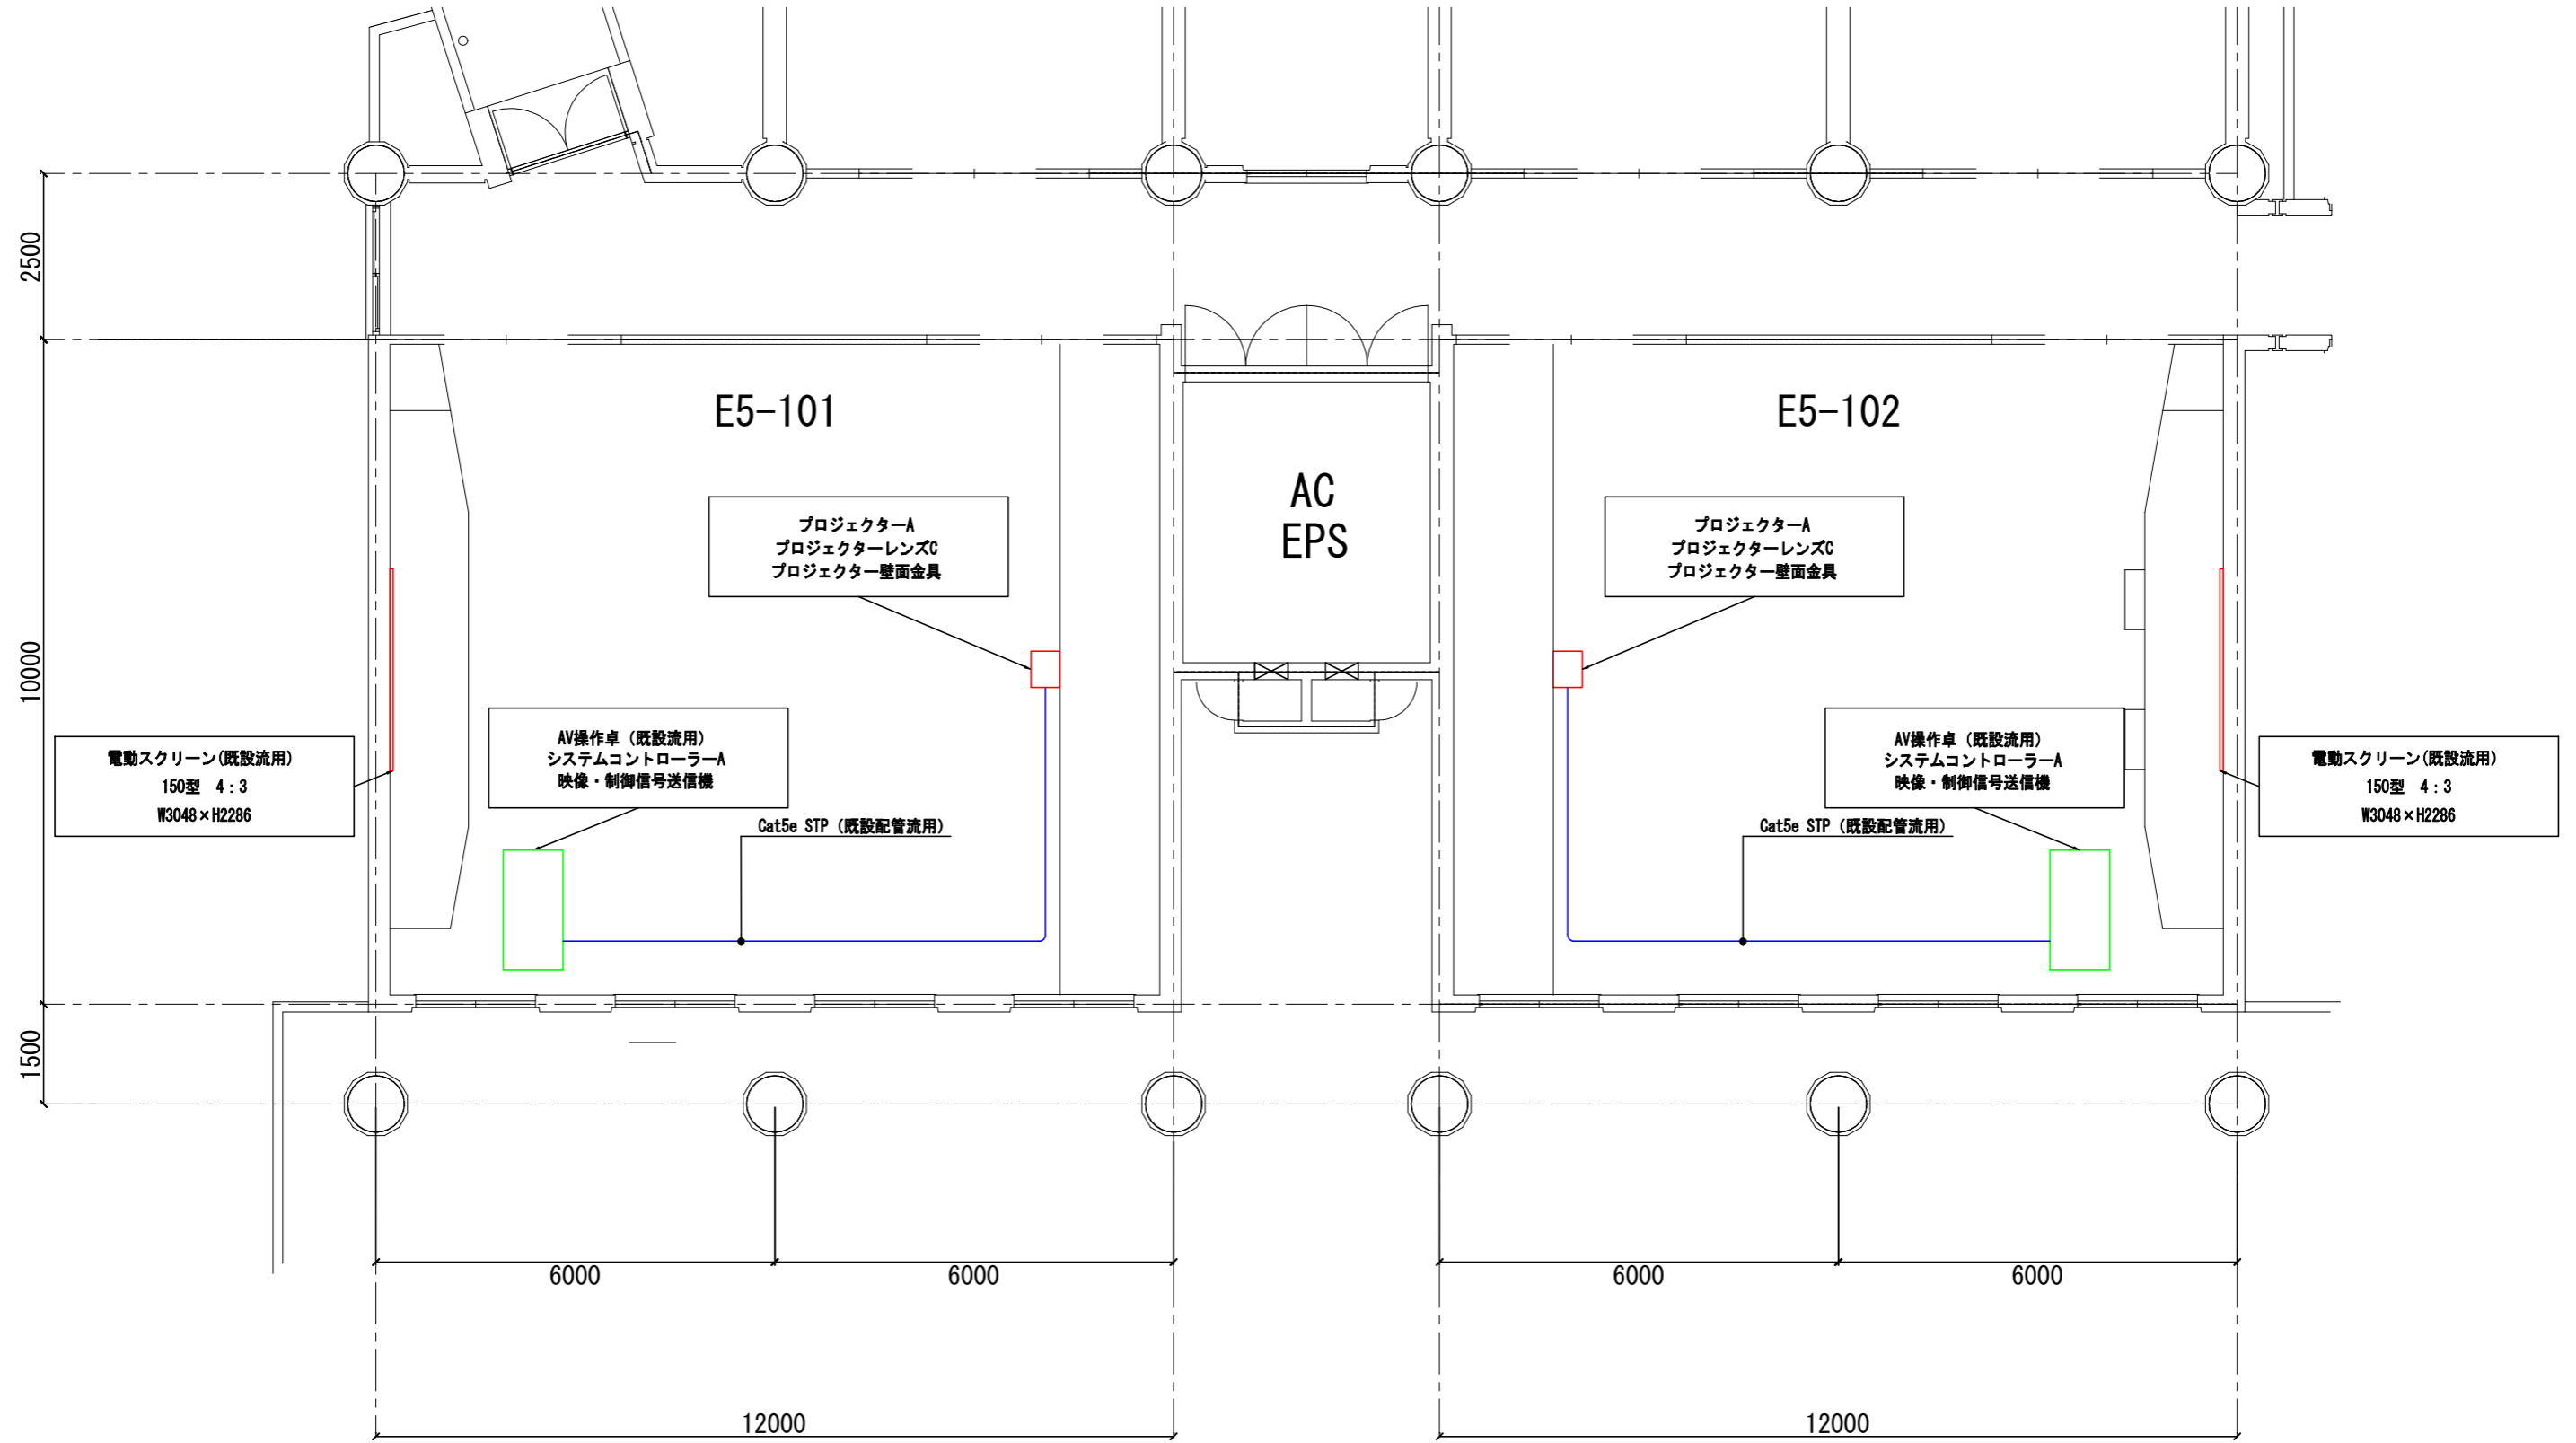 2500
10000
1500
E5-101
E5-102
AC
EPS
プロジェクターA
プロジェクターレンズC
プロジェクター壁面金具
プロジェクターA
プロジェクターレンズC
プロジェクター壁面金具
電動スクリーン(既設流用)
150型 4：3
W3048×H2286
AV操作卓（既設流用）
システムコントローラーA
映像・制御信号送信機
Cat5e STP（既設配管流用）
AV操作卓（既設流用）
システムコントローラーA
映像・制御信号送信機
Cat5e STP（既設配管流用）
電動スクリーン(既設流用)
150型 4：3
W3048×H2286
6000
6000
6000
6000
12000
12000